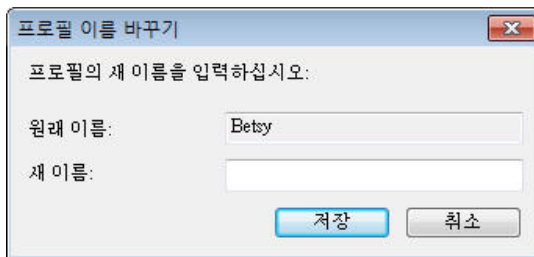 프로필 이름 바꾸기
프로필의 새 이름을 입력하십시오:
원래 이름: Betsy
새 이름:
저장 취소